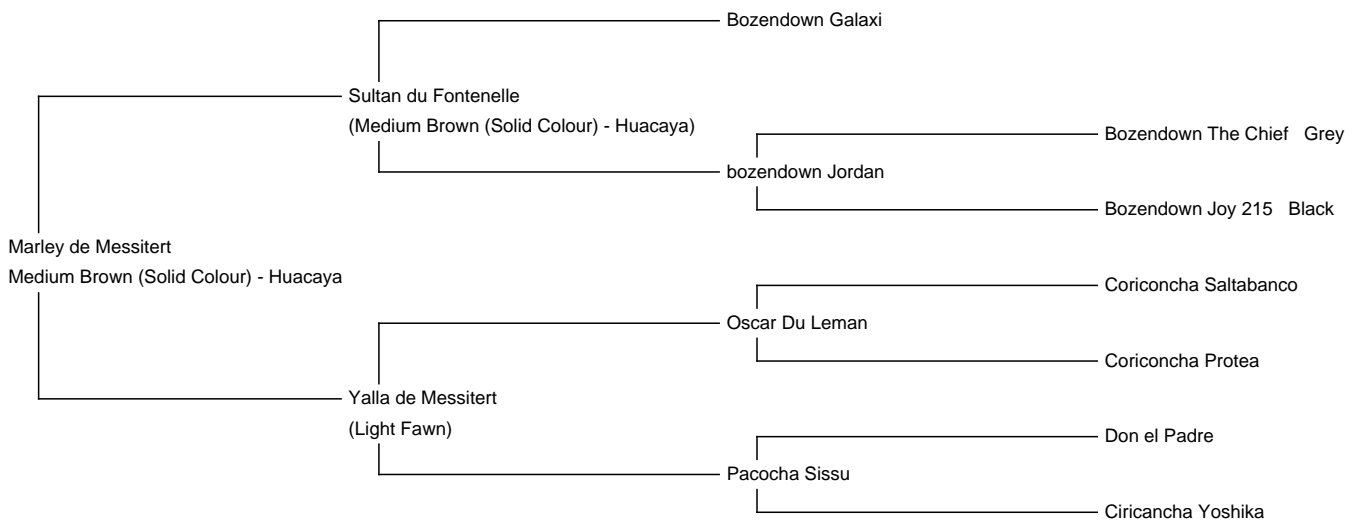 Bozendown Galaxi
Sultan du Fontenelle
(Medium Brown (Solid Colour) - Huacaya)
Bozendown The Chief   Grey
bozendown Jordan
Bozendown Joy 215   Black
Marley de Messitert
Medium Brown (Solid Colour) - Huacaya
Coriconcha Saltabanco
Oscar Du Leman
Coriconcha Protea
Yalla de Messitert
(Light Fawn)
Don el Padre
Pacocha Sissu
Ciricancha Yoshika